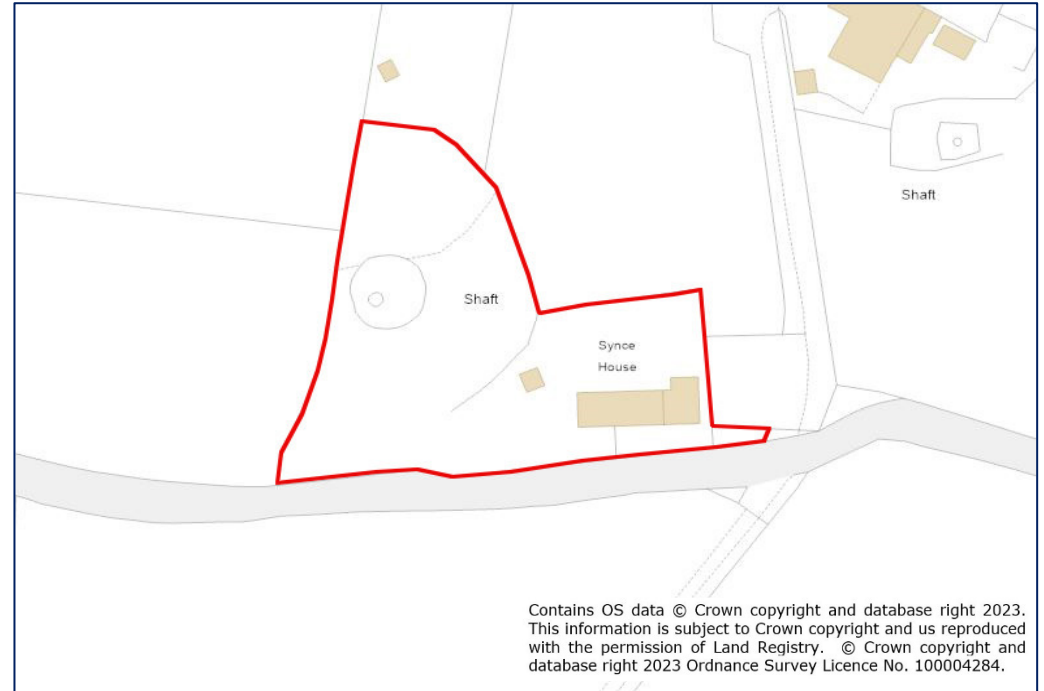 Shaft
Shaft
Synce
House
Contains OS data © Crown copyright and database right 2023.
This information is subject to Crown copyright and us reproduced
with the permission of Land Registry. © Crown copyright and
database right 2023 Ordnance Survey Licence No. 100004284.